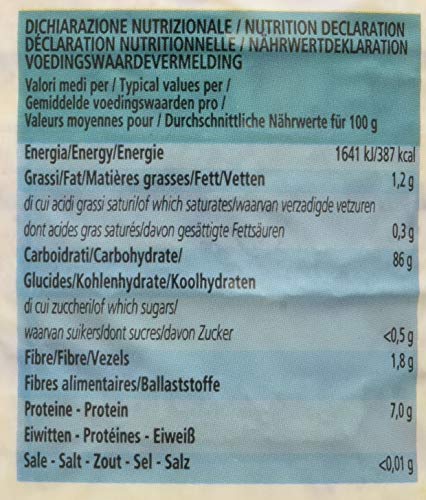 DICHIARAZIONE NUTRIZIONALE / NUTRITION DECLARATION
DÉCLARATION NUTRITIONNELLE / NÄHRWERTDEKLARATION
VOEDINGSWAARDEVERMELDING
Valori medi per / Typical values per /
Gemiddelde voedingswaarden pro /
Valeurs moyennes pour / Durchschnittliche Nährwerte für 100 g
Energia/Energy/Energie 1641 kJ/387 kcal
Grassi/Fat/Matières grasses/Fett/Vetten 1,2 g
di cui acidi grassi saturi/of which saturates/waarvan verzadigde vetzuren
dont acides gras saturés/davon gesättigte Fettsäuren 0,3 g
Carboidrati/Carbohydrate/ 86 g
Glucides/Kohlenhydrate/Koolhydraten
di cui zuccheri/of which sugars/
waarvan suikers/dont sucres/davon Zucker <0,5 g
Fibre/Fibre/Vezels 1,8 g
Fibres alimentaires/Ballaststoffe
Proteine - Protein 7,0 g
Eiwitten - Protéines - Eiweiß
Sale - Salt - Zout - Sel - Salz <0,01 g